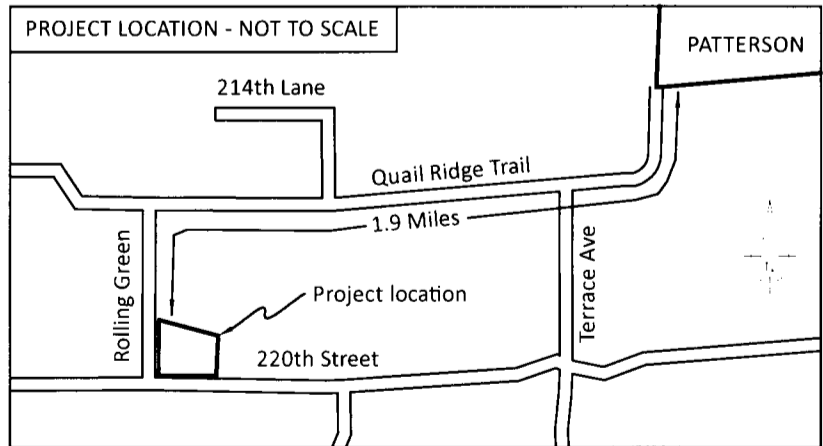 PROJECT LOCATION - NOT TO SCALE
PATTERSON
214th Lane
Quail Ridge Trail
1.9 Miles
Rolling Green
Terrace Ave
Project location
220th Street